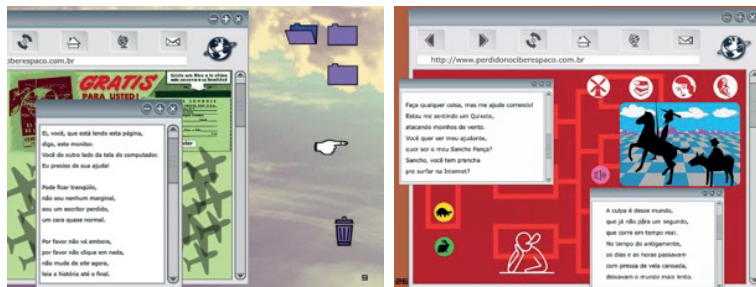 ciberespaco.com.br
GRATIS
PARA USTED!
Ei, você, que está lendo esta página,
digo, este monitor.
Você do outro lado da tela do computador.
Eu preciso de sua ajuda!
Pode ficar tranqüilo,
não sou nenhum marginal,
sou um escritor perdido,
um cara quase normal.
Por favor não vá embora,
por favor não clique em nada,
não mude de site agora,
leia a história até o final.
9
http://www.perdidonociberespaco.com.br
Faça qualquer coisa, mas me ajude correndo!
Estou me sentindo um Quixote,
atacando moinhos de vento.
Você quer ser meu ajudante,
quer ser o meu Sancho Pança?
Sancho, você tem prancha
pro surfar na Internet?
A culpa é desse mundo,
que já não pára um segundo,
que corre em tempo real.
No tempo do antigamente,
os dias e as horas passavam
com pressa de vela cansada,
deixavam o mundo mais lento.
26